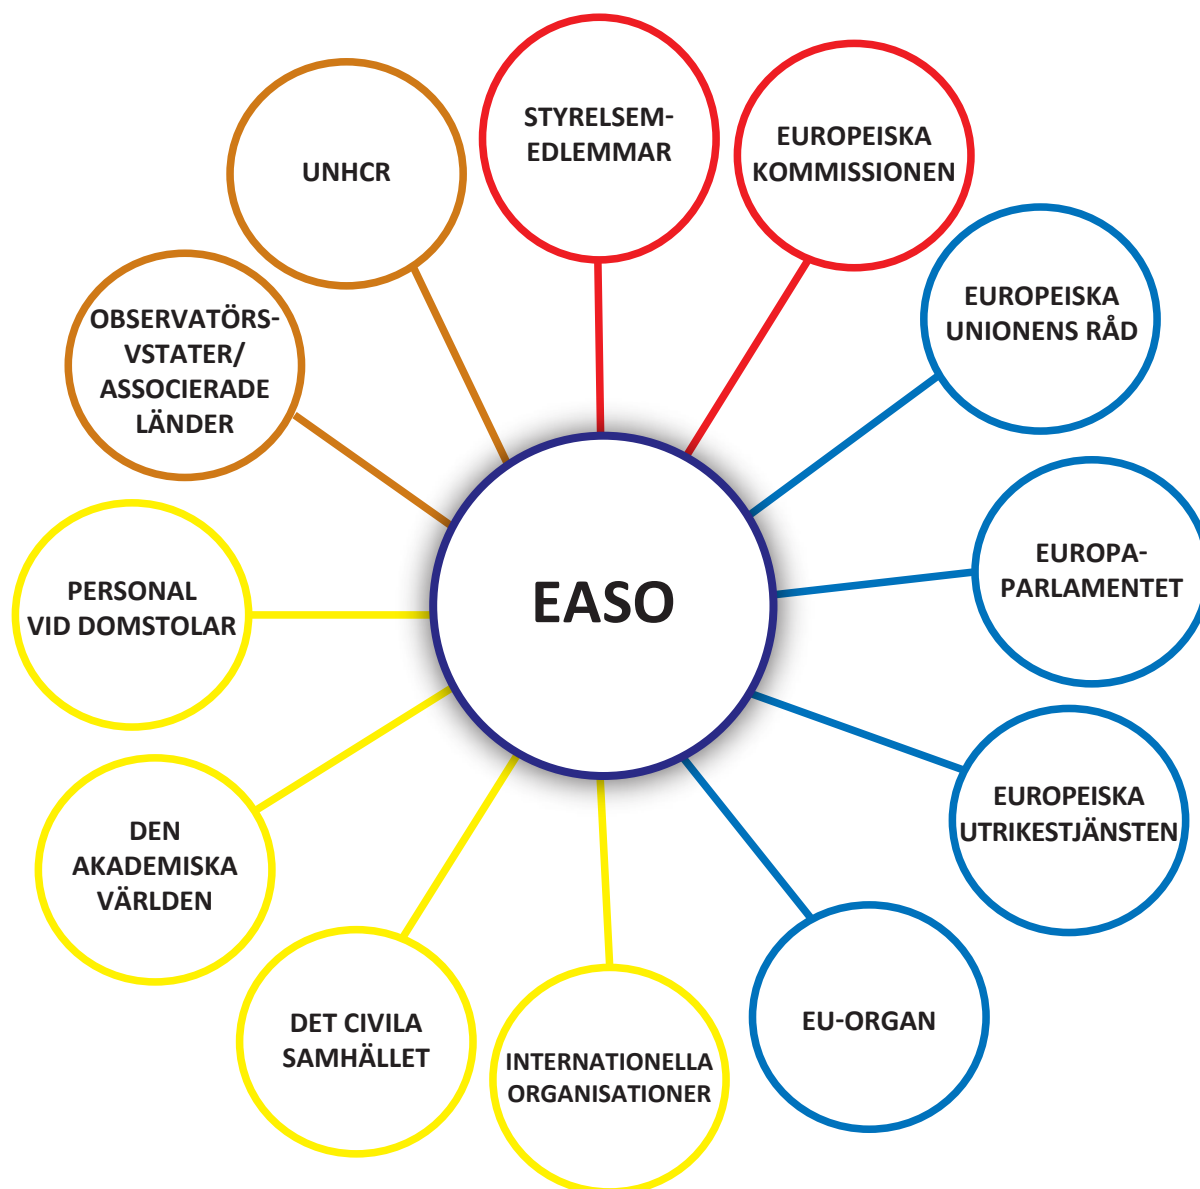 STYRELSEM-
EDLEMMAR
EUROPEISKA
KOMMISSIONEN
EUROPEISKA
UNIONENS RÅD
EUROPA-
PARLAMENTET
EUROPEISKA
UTRIKESTJÄNSTEN
EU-ORGAN
INTERNATIONELLA
ORGANISATIONER
DET CIVILA
SAMHÄLLET
DEN
AKADEMISKA
VÄRLDEN
PERSONAL
VID DOMSTOLAR
OBSERVATÖRS-
VSTATER/
ASSOCIERADE
LÄNDER
UNHCR
EASO